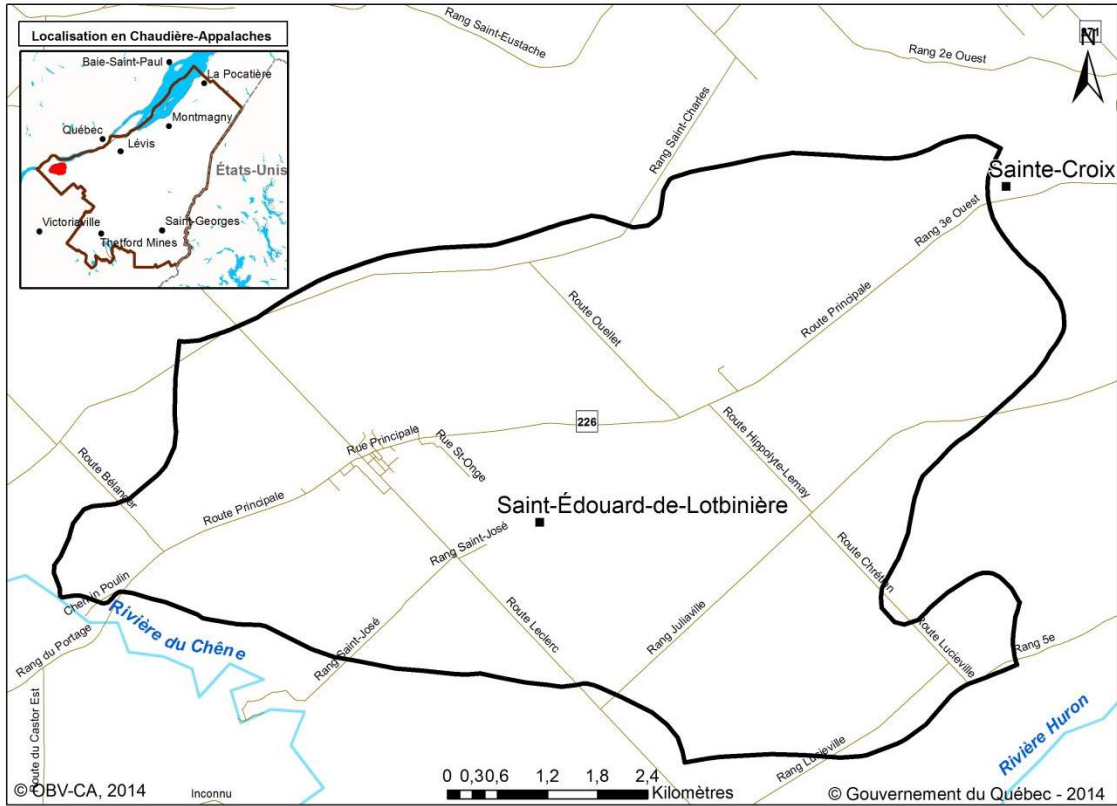 Localisation en Chaudière-Appalaches
Baie-Saint-Paul
La Pocatière
Montmagny
Québec
Lévis
États-Unis
Victoriaville
Saint-Georges
Thetford Mines
Rang Saint-Eustache
271
N
Rang 2e Ouest
Rang Saint-Charles
Sainte-Croix
Rang 3e Ouest
Route Ouellet
Route Principale
226
Rue Principale
Rue St-Onge
Route Hippolyte-Lemay
Route Bélanger
Route Principale
Saint-Édouard-de-Lotbinière
Rang Saint-José
Route Chrétien
Chemin Poulin
Rivière du Chêne
Rang du Portage
Rang Saint-José
Route Leclerc
Rang Juliaville
Route Lucieville
Rang 5e
Route du Castor Est
Rang Lucieville
Rivière Huron
0 0,30,6 1,2 1,8 2,4
Kilomètres
© OBV-CA, 2014
Inconnu
© Gouvernement du Québec - 2014